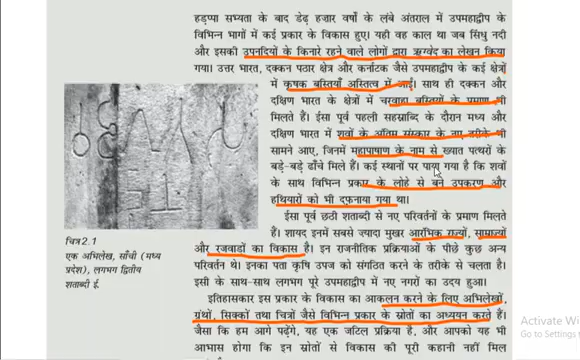 हड़प्पा सभ्यता के बाद डेढ़ हज़ार वर्षों के लंबे अंतराल में उपमहाद्वीप के
विभिन्न भागों में कई प्रकार के विकास हुए। यही वह काल था जब सिंधु नदी
और इसकी उपनदियों के किनारे रहने वाले लोगों द्वारा ऋग्वेद का लेखन किया
गया। उत्तर भारत, दक्कन पठार क्षेत्र और कर्नाटक जैसे उपमहाद्वीप के कई क्षेत्रों
में कृषक बस्तियाँ अस्तित्व में आईं। साथ ही दक्कन और
दक्षिण भारत के क्षेत्रों में चरवाहा बस्तियों के प्रमाण भी
मिलते हैं। ईसा पूर्व पहली सहस्राब्दि के दौरान मध्य और
दक्षिण भारत में शवों के अंतिम संस्कार के नए तरीके भी
सामने आए, जिनमें महापाषाण के नाम से ख्यात पत्थरों के
बड़े-बड़े ढाँचे मिले हैं। कई स्थानों पर पाया गया है कि शवों
के साथ विभिन्न प्रकार के लोहे से बने उपकरण और
हथियारों को भी दफ़नाया गया था।
ईसा पूर्व छठी शताब्दी से नए परिवर्तनों के प्रमाण मिलते
हैं। शायद इनमें सबसे ज्यादा मुखर आरंभिक राज्यों, साम्राज्यों
और रजवाडों का विकास है। इन राजनीतिक प्रक्रियाओं के पीछे कुछ अन्य
परिवर्तन थे। इनका पता कृषि उपज को संगठित करने के तरीके से चलता है।
इसी के साथ-साथ लगभग पूरे उपमहाद्वीप में नए नगरों का उदय हुआ।
इतिहासकार इस प्रकार के विकास का आकलन करने के लिए अभिलेखों,
ग्रंथों, सिक्कों तथा चित्रों जैसे विभिन्न प्रकार के स्रोतों का अध्ययन करते हैं।
जैसा कि हम आगे पढ़ेंगे, यह एक जटिल प्रक्रिया है, और आपको यह भी
आभास होगा कि इन स्रोतों से विकास की पूरी कहानी नहीं मिल
चित्र 2.1
एक अभिलेख, साँची (मध्य
प्रदेश), लगभग द्वितीय
शताब्दी ई.
Activate Wi
Go to Settings